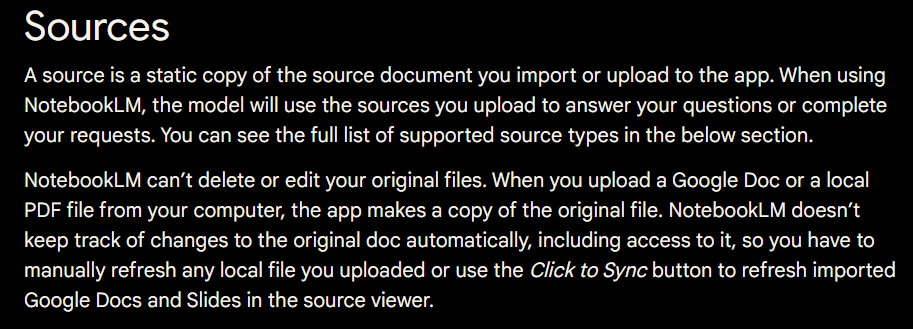 Sources
A source is a static copy of the source document you import or upload to the app. When using
NotebookLM, the model will use the sources you upload to answer your questions or complete
your requests. You can see the full list of supported source types in the below section.
NotebookLM can’t delete or edit your original files. When you upload a Google Doc or a local
PDF file from your computer, the app makes a copy of the original file. NotebookLM doesn’t
keep track of changes to the original doc automatically, including access to it, so you have to
manually refresh any local file you uploaded or use the Click to Sync button to refresh imported
Google Docs and Slides in the source viewer.